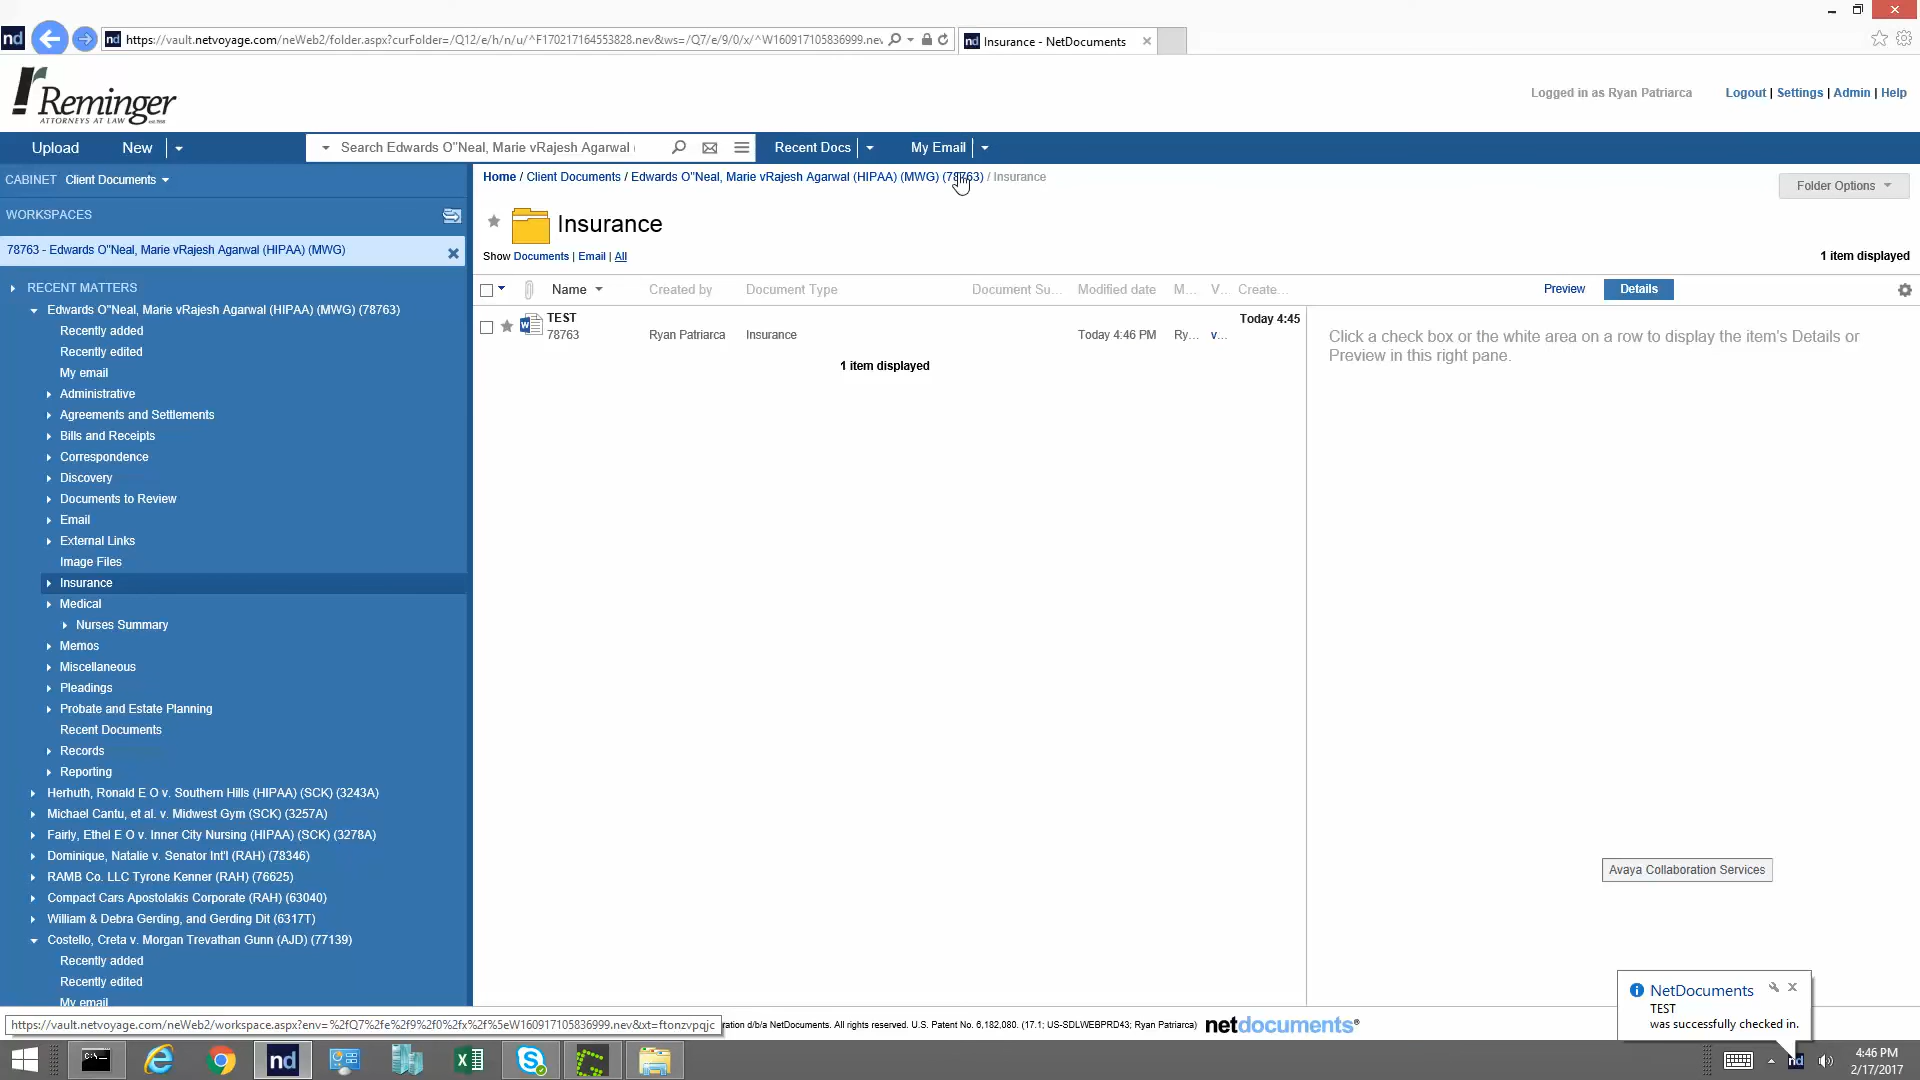 nd
nd
https://vault.netvoyage.com/neWeb2/folder.aspx?curFolder=/Q12/e/h/n/u/^F170217164553828.nev&ws=/Q7/e/9/0/x/^W160917105836999.nev
nd Insurance - NetDocuments
Reminger
ATTORNEYS AT LAW
Logged in as Ryan Patriarca
Logout | Settings | Admin | Help
Upload
New
Search Edwards O"Neal, Marie vRajesh Agarwal (
Recent Docs
My Email
CABINET Client Documents
WORKSPACES
78763 - Edwards O"Neal, Marie vRajesh Agarwal (HIPAA) (MWG)
RECENT MATTERS
Edwards O"Neal, Marie vRajesh Agarwal (HIPAA) (MWG) (78763)
Recently added
Recently edited
My email
Administrative
Agreements and Settlements
Bills and Receipts
Correspondence
Discovery
Documents to Review
Email
External Links
Image Files
Insurance
Medical
Nurses Summary
Memos
Miscellaneous
Pleadings
Probate and Estate Planning
Recent Documents
Records
Reporting
Herhuth, Ronald E O v. Southern Hills (HIPAA) (SCK) (3243A)
Michael Cantu, et al. v. Midwest Gym (SCK) (3257A)
Fairly, Ethel E O v. Inner City Nursing (HIPAA) (SCK) (3278A)
Dominique, Natalie v. Senator Int'l (RAH) (78346)
RAMB Co. LLC Tyrone Kenner (RAH) (76625)
Compact Cars Apostolakis Corporate (RAH) (63040)
William & Debra Gerding, and Gerding Dit (6317T)
Costello, Creta v. Morgan Trevathan Gunn (AJD) (77139)
Recently added
Recently edited
My email
Home / Client Documents / Edwards O"Neal, Marie vRajesh Agarwal (HIPAA) (MWG) (78763) / Insurance
Folder Options
Insurance
Show Documents | Email | All
1 item displayed
Name
Created by
Document Type
Document Su...
Modified date
M...
V...
Create...
Preview
Details
TEST
78763
Ryan Patriarca
Insurance
Today 4:46 PM
Ry...
v...
Today 4:45
1 item displayed
Click a check box or the white area on a row to display the item's Details or
Preview in this right pane.
Avaya Collaboration Services
NetDocuments
TEST
was successfully checked in.
https://vault.netvoyage.com/neWeb2/workspace.aspx?env=%2fQ7%2fe%2f9%2f0%2fx%2f%5eW160917105836999.nev&xt=ftonzvpqjc
ration d/b/a NetDocuments. All rights reserved. U.S. Patent No. 6,182,080. (17.1; US-SDLWEBPRD43; Ryan Patriarca)
netdocuments®
nd
nd
4:46 PM
2/17/2017